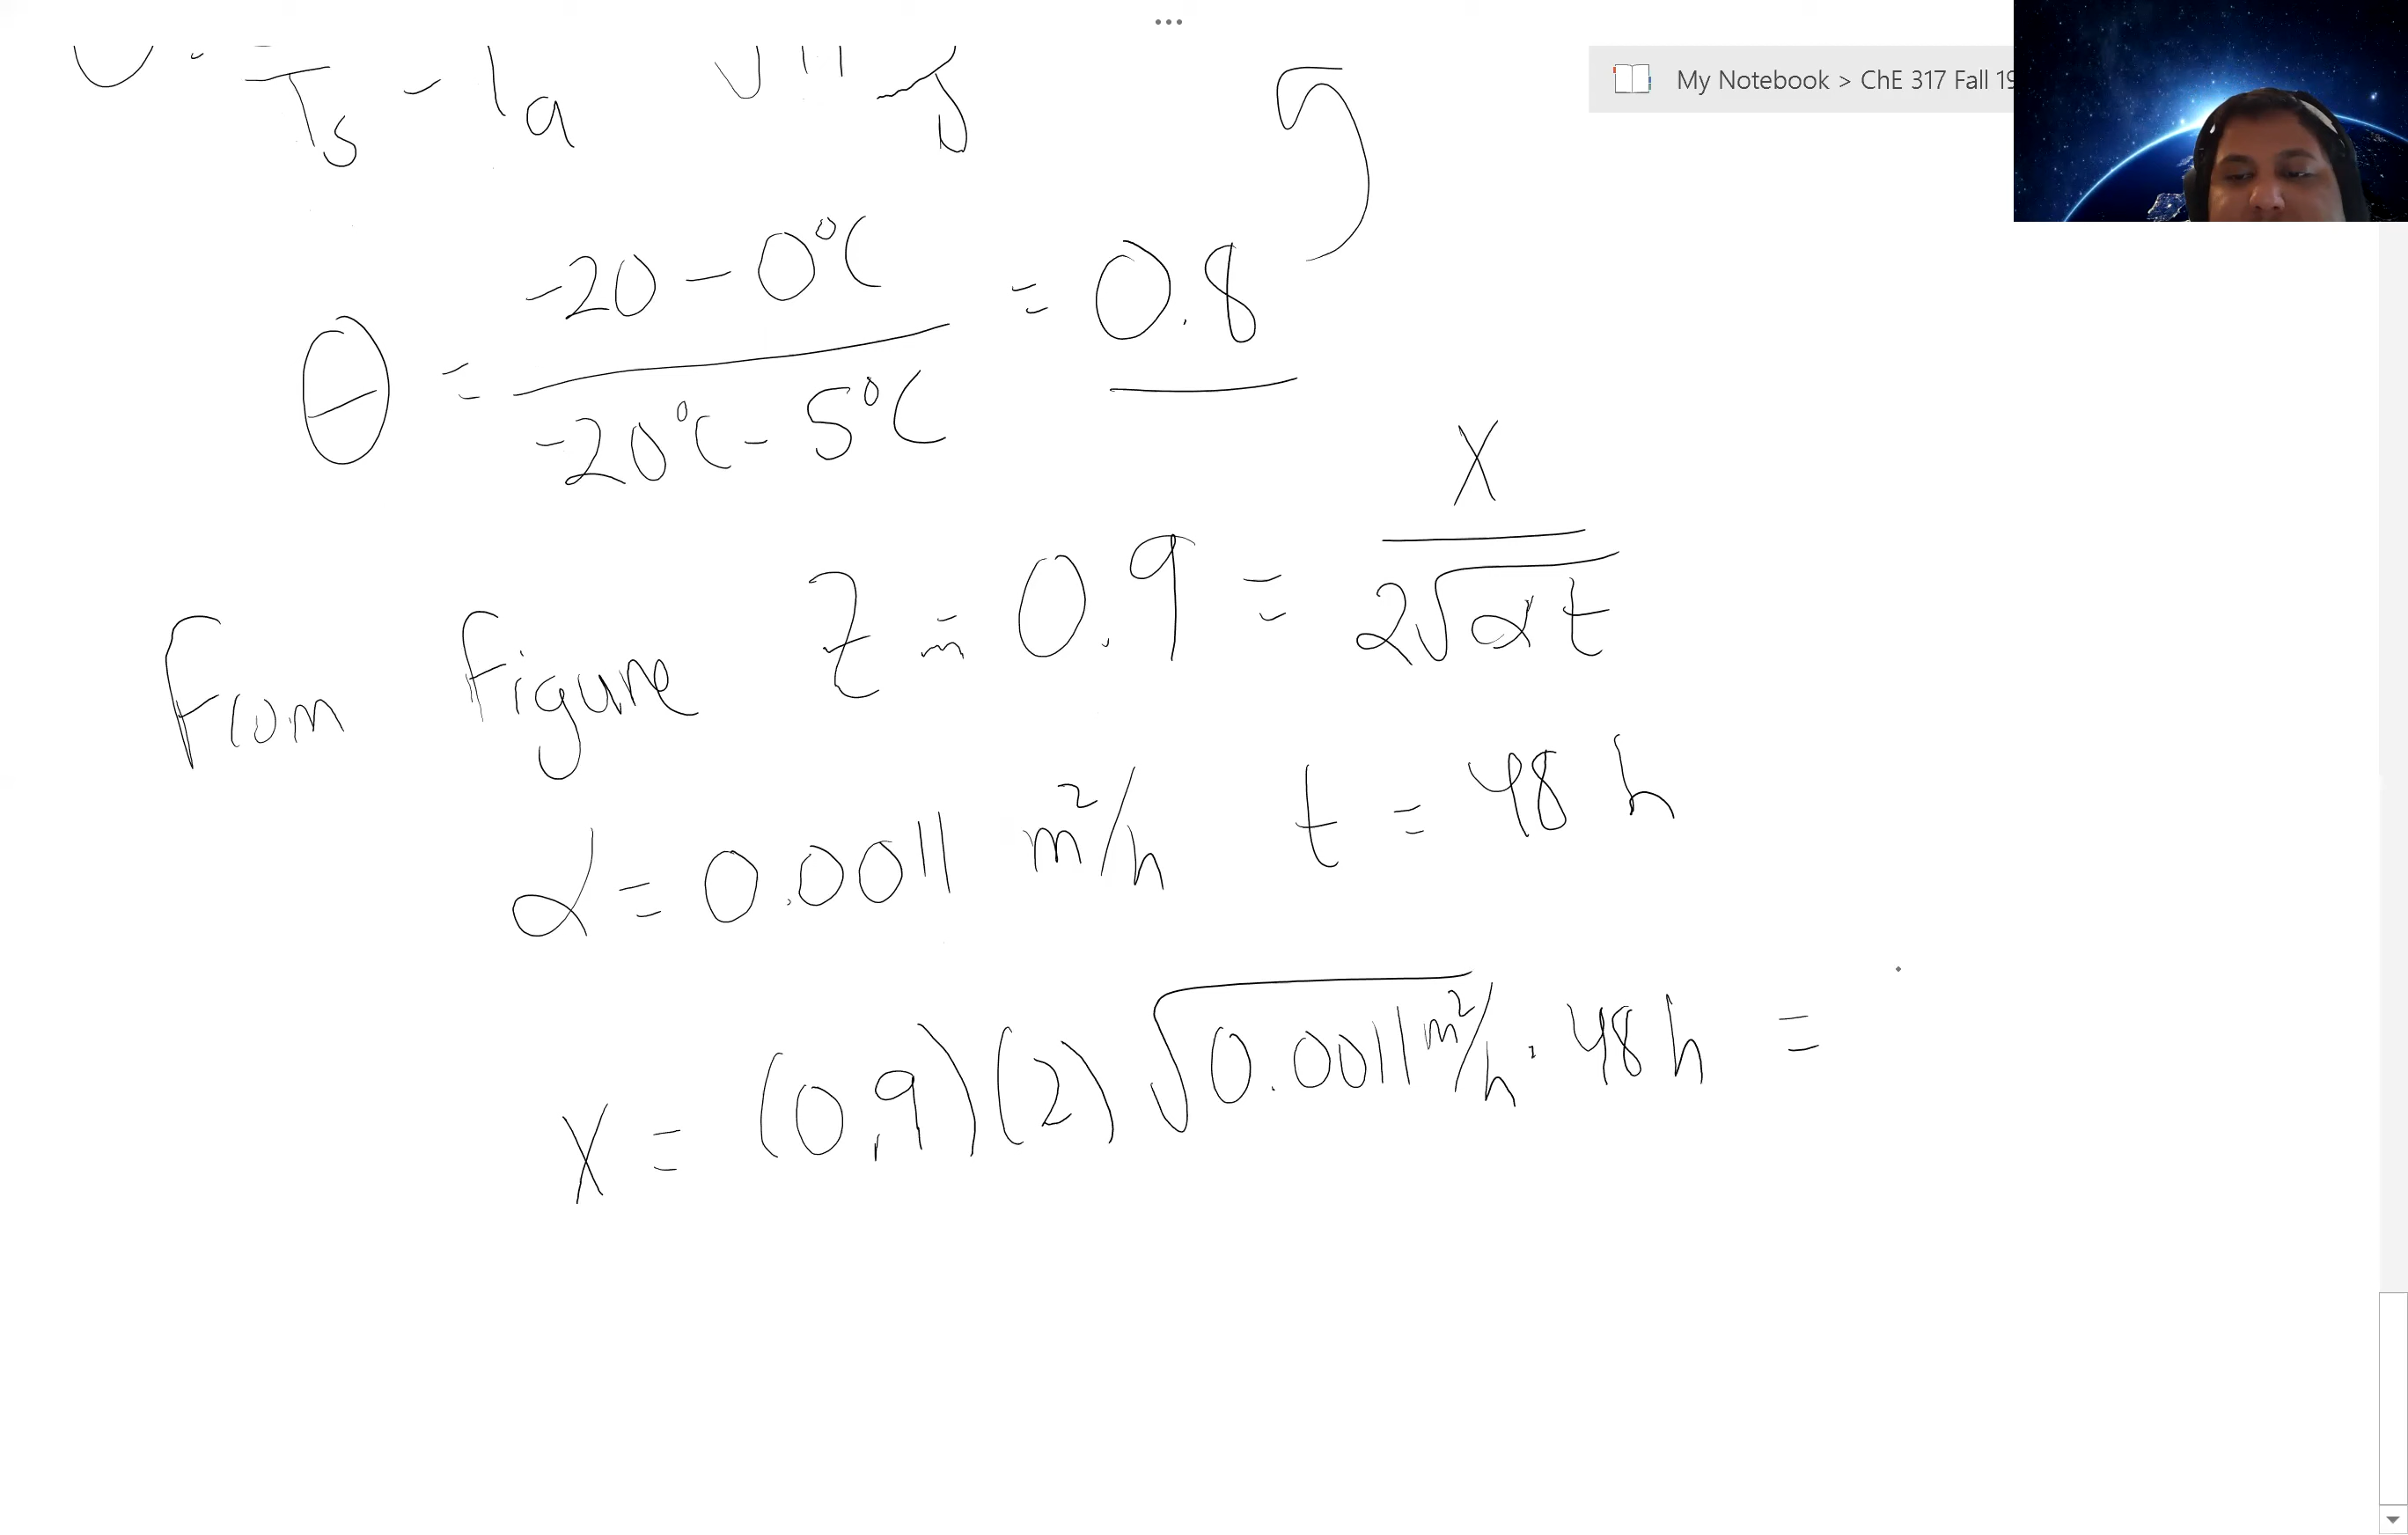 My Notebook > ChE 317 Fall 19
Ts - Ta
θ = (-20 - 0°C) / (-20°C - 5°C) = 0.8
From Figure Z ≈ 0.9 = X / (2√αt)
α = 0.0011 m²/h t = 48 h
X = (0.9)(2) √0.0011 m²/h · 48 h =